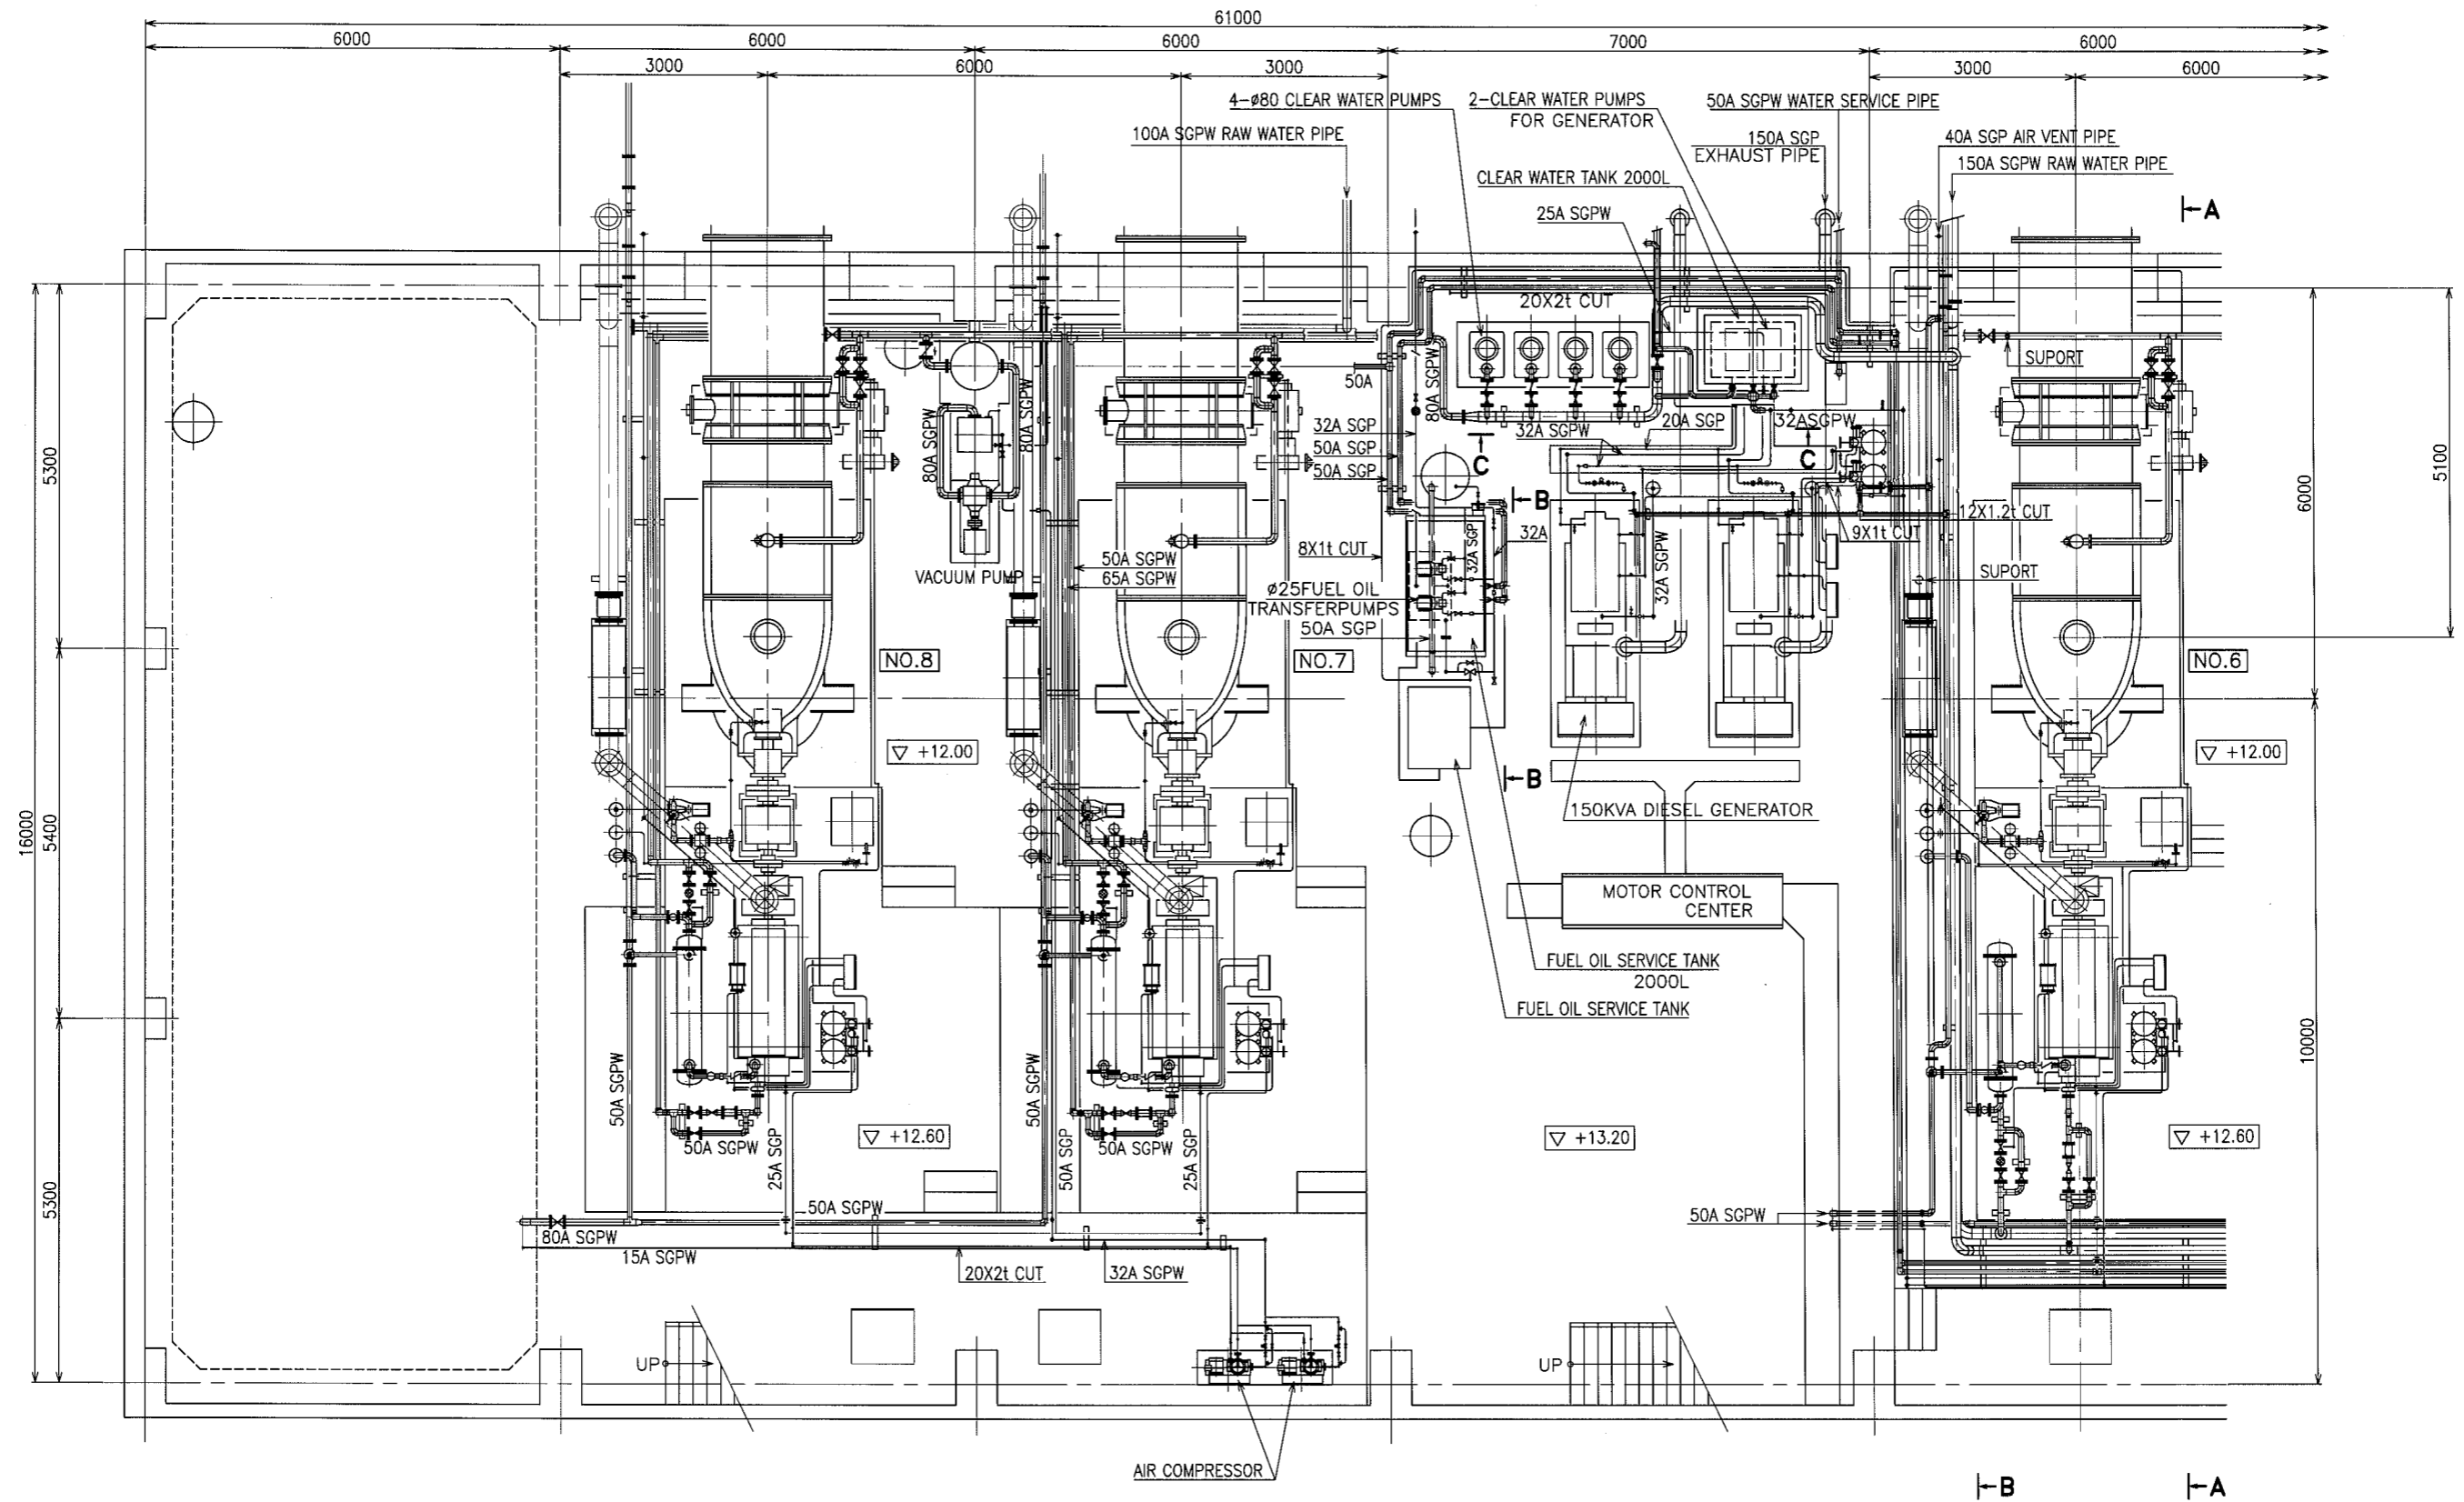 61000
6000
6000
6000
7000
6000
3000
6000
3000
3000
6000
4-ø80 CLEAR WATER PUMPS
2-CLEAR WATER PUMPS
FOR GENERATOR
50A SGPW WATER SERVICE PIPE
100A SGPW RAW WATER PIPE
150A SGP
EXHAUST PIPE
40A SGP AIR VENT PIPE
150A SGPW RAW WATER PIPE
CLEAR WATER TANK 2000L
25A SGPW
A
20X2t CUT
SUPORT
50A
80A SGPW
80A SGPW
80A SGPW
32A SGP
50A SGP
50A SGP
32A SGPW
20A SGP
32ASGPW
C
C
B
5300
6000
5100
12X1.2t CUT
9X1t CUT
32A
8X1t CUT
32A SGP
32A SGPW
50A SGPW
65A SGPW
VACUUM PUMP
SUPORT
ø25FUEL OIL
TRANSFERPUMPS
50A SGP
NO.8
NO.7
NO.6
▽ +12.00
▽ +12.00
B
150KVA DIESEL GENERATOR
16000
5400
MOTOR CONTROL
CENTER
FUEL OIL SERVICE TANK
2000L
FUEL OIL SERVICE TANK
10000
50A SGPW
50A SGPW
50A SGPW
25A SGP
50A SGP
50A SGPW
25A SGP
▽ +12.60
▽ +13.20
▽ +12.60
5300
50A SGPW
50A SGPW
80A SGPW
15A SGPW
20X2t CUT
32A SGPW
UP
UP
AIR COMPRESSOR
B
A